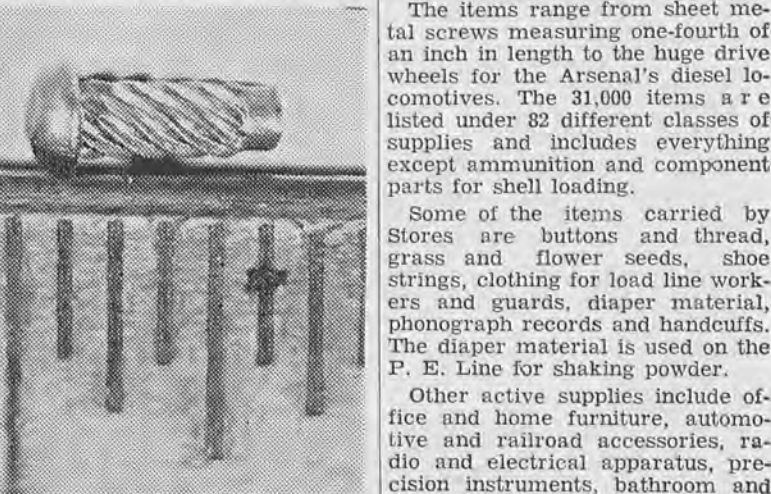 The items range from sheet me-
tal screws measuring one-fourth of
an inch in length to the huge drive
wheels for the Arsenal's diesel lo-
comotives. The 31,000 items a r e
listed under 82 different classes of
supplies and includes everything
except ammunition and component
parts for shell loading.
Some of the items carried by
Stores are buttons and thread,
grass and flower seeds, shoe
strings, clothing for load line work-
ers and guards, diaper material,
phonograph records and handcuffs.
The diaper material is used on the
P. E. Line for shaking powder.
Other active supplies include of-
fice and home furniture, automo-
tive and railroad accessories, ra-
dio and electrical apparatus, pre-
cision instruments, bathroom and